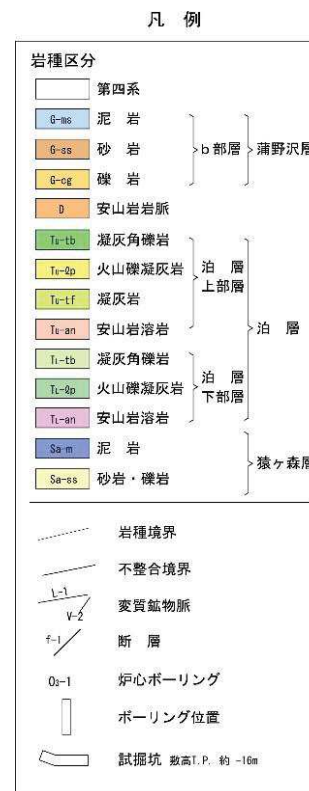 凡 例
岩種区分
第四系
G-ms 泥 岩
G-ss 砂 岩
G-cg 礫 岩
b部層 蒲野沢層
D 安山岩岩脈
Tu-tb 凝灰角礫岩
Tu-ℓp 火山礫凝灰岩
Tu-tf 凝灰岩
Tu-an 安山岩溶岩
泊 層
上部層
TL-tb 凝灰角礫岩
TL-ℓp 火山礫凝灰岩
TL-an 安山岩溶岩
泊 層
下部層
泊 層
Sa-m 泥 岩
Sa-ss 砂岩・礫岩
猿ヶ森層
岩種境界
不整合境界
L-1
V-2
変質鉱物脈
f-1 断 層
O3-1 炉心ボーリング
ボーリング位置
試掘坑 敷高T.P. 約 -16m